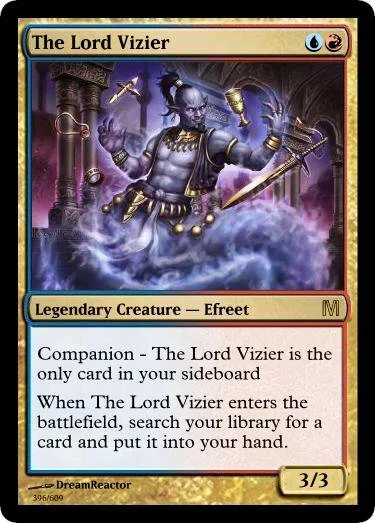 The Lord Vizier
Legendary Creature — Efreet
M
Companion - The Lord Vizier is the
only card in your sideboard
When The Lord Vizier enters the
battlefield, search your library for a
card and put it into your hand.
DreamReactor
396/609
3/3